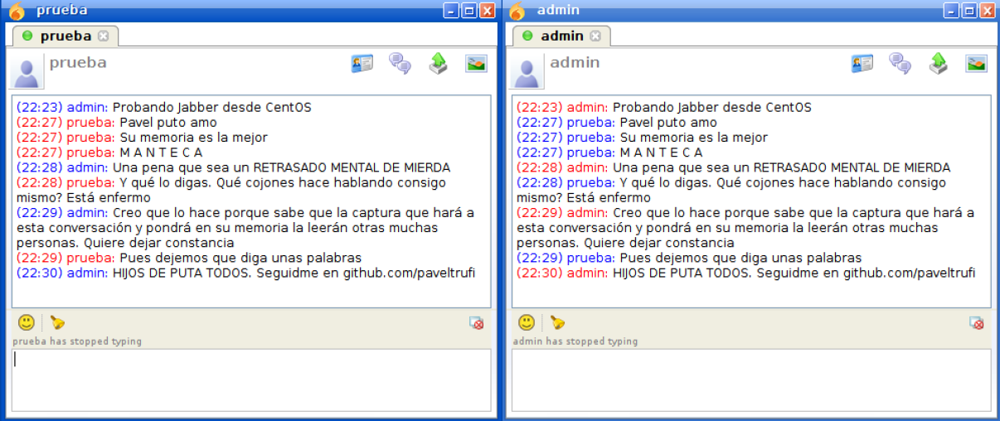 prueba
prueba
prueba
(22:23) admin: Probando Jabber desde CentOS
(22:27) prueba: Pavel puto amo
(22:27) prueba: Su memoria es la mejor
(22:27) prueba: M A N T E C A
(22:28) admin: Una pena que sea un RETRASADO MENTAL DE MIERDA
(22:28) prueba: Y qué lo digas. Qué cojones hace hablando consigo
mismo? Está enfermo
(22:29) admin: Creo que lo hace porque sabe que la captura que hará a
esta conversación y pondrá en su memoria la leerán otras muchas
personas. Quiere dejar constancia
(22:29) prueba: Pues dejemos que diga unas palabras
(22:30) admin: HIJOS DE PUTA TODOS. Seguidme en github.com/paveltrufi
prueba has stopped typing
admin
admin
admin
(22:23) admin: Probando Jabber desde CentOS
(22:27) prueba: Pavel puto amo
(22:27) prueba: Su memoria es la mejor
(22:27) prueba: M A N T E C A
(22:28) admin: Una pena que sea un RETRASADO MENTAL DE MIERDA
(22:28) prueba: Y qué lo digas. Qué cojones hace hablando consigo
mismo? Está enfermo
(22:29) admin: Creo que lo hace porque sabe que la captura que hará a
esta conversación y pondrá en su memoria la leerán otras muchas
personas. Quiere dejar constancia
(22:29) prueba: Pues dejemos que diga unas palabras
(22:30) admin: HIJOS DE PUTA TODOS. Seguidme en github.com/paveltrufi
admin has stopped typing